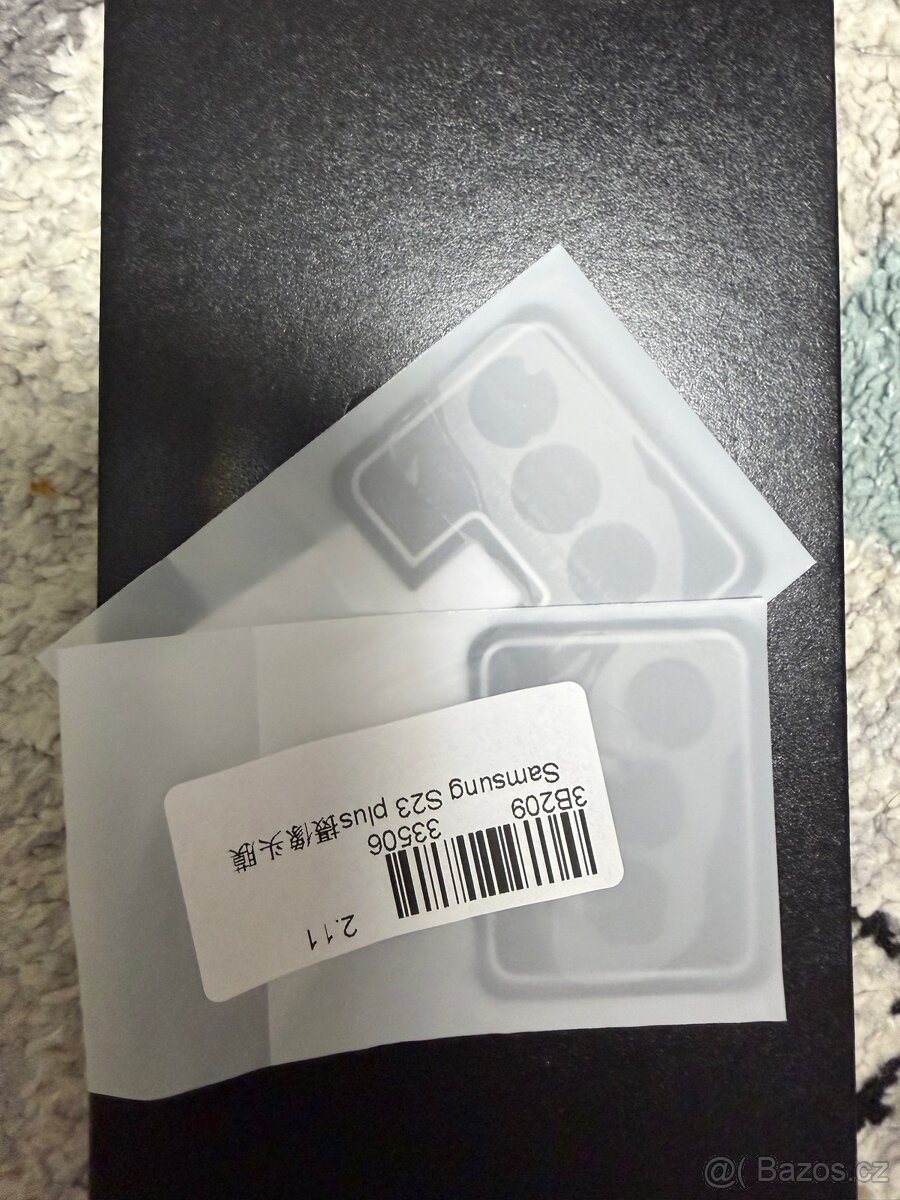 2.11
3B209 33506
Samsung S23 plus摄像头膜
@( Bazos.cz